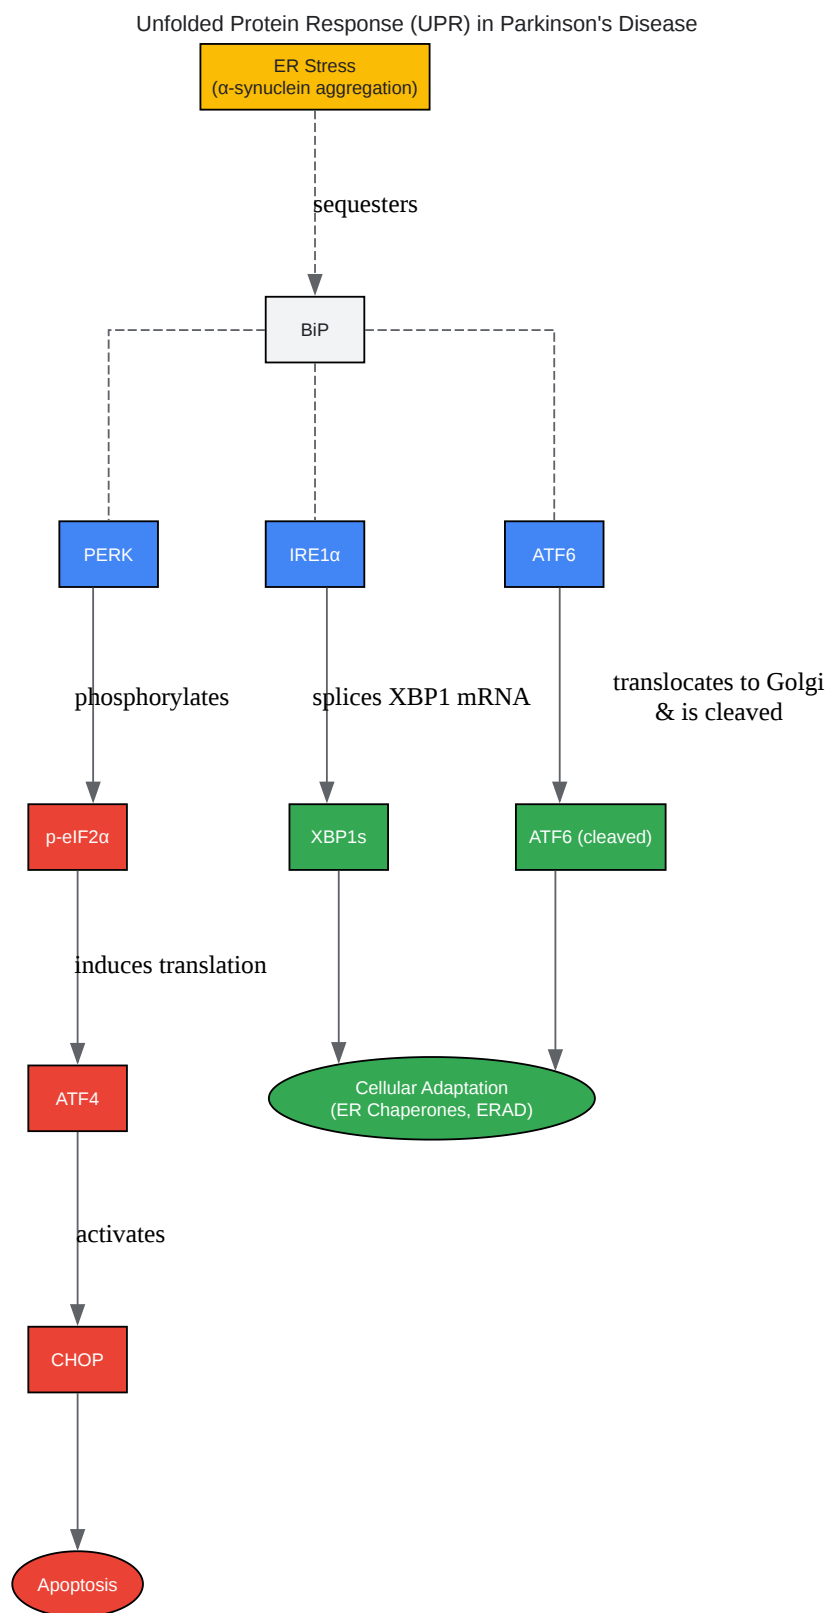 Unfolded Protein Response (UPR) in Parkinson's Disease
ER Stress
(α-synuclein aggregation)
sequesters
BiP
PERK
IRE1α
ATF6
phosphorylates
splices XBP1 mRNA
translocates to Golgi
& is cleaved
p-eIF2α
XBP1s
ATF6 (cleaved)
induces translation
ATF4
Cellular Adaptation
(ER Chaperones, ERAD)
activates
CHOP
Apoptosis